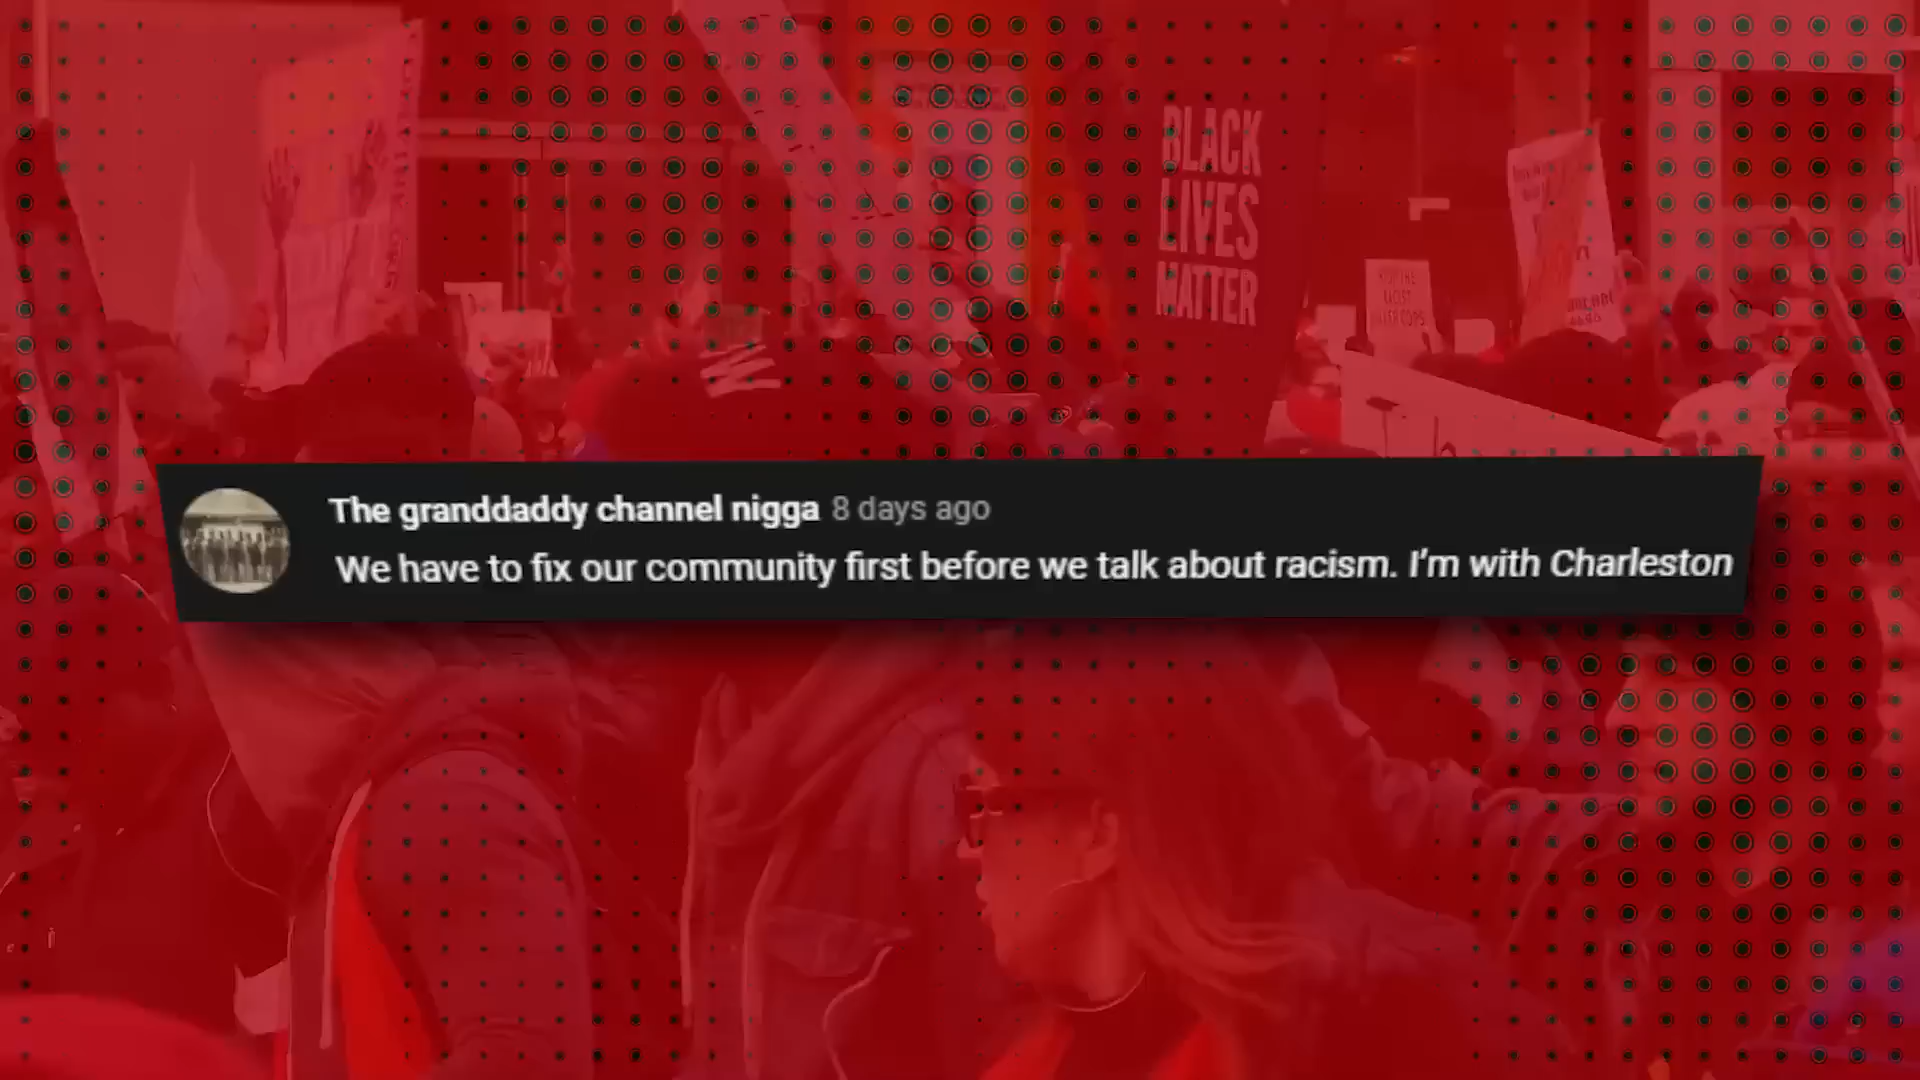 BLACK
LIVES
MATTER
The granddaddy channel nigga 8 days ago
We have to fix our community first before we talk about racism. I'm with Charleston